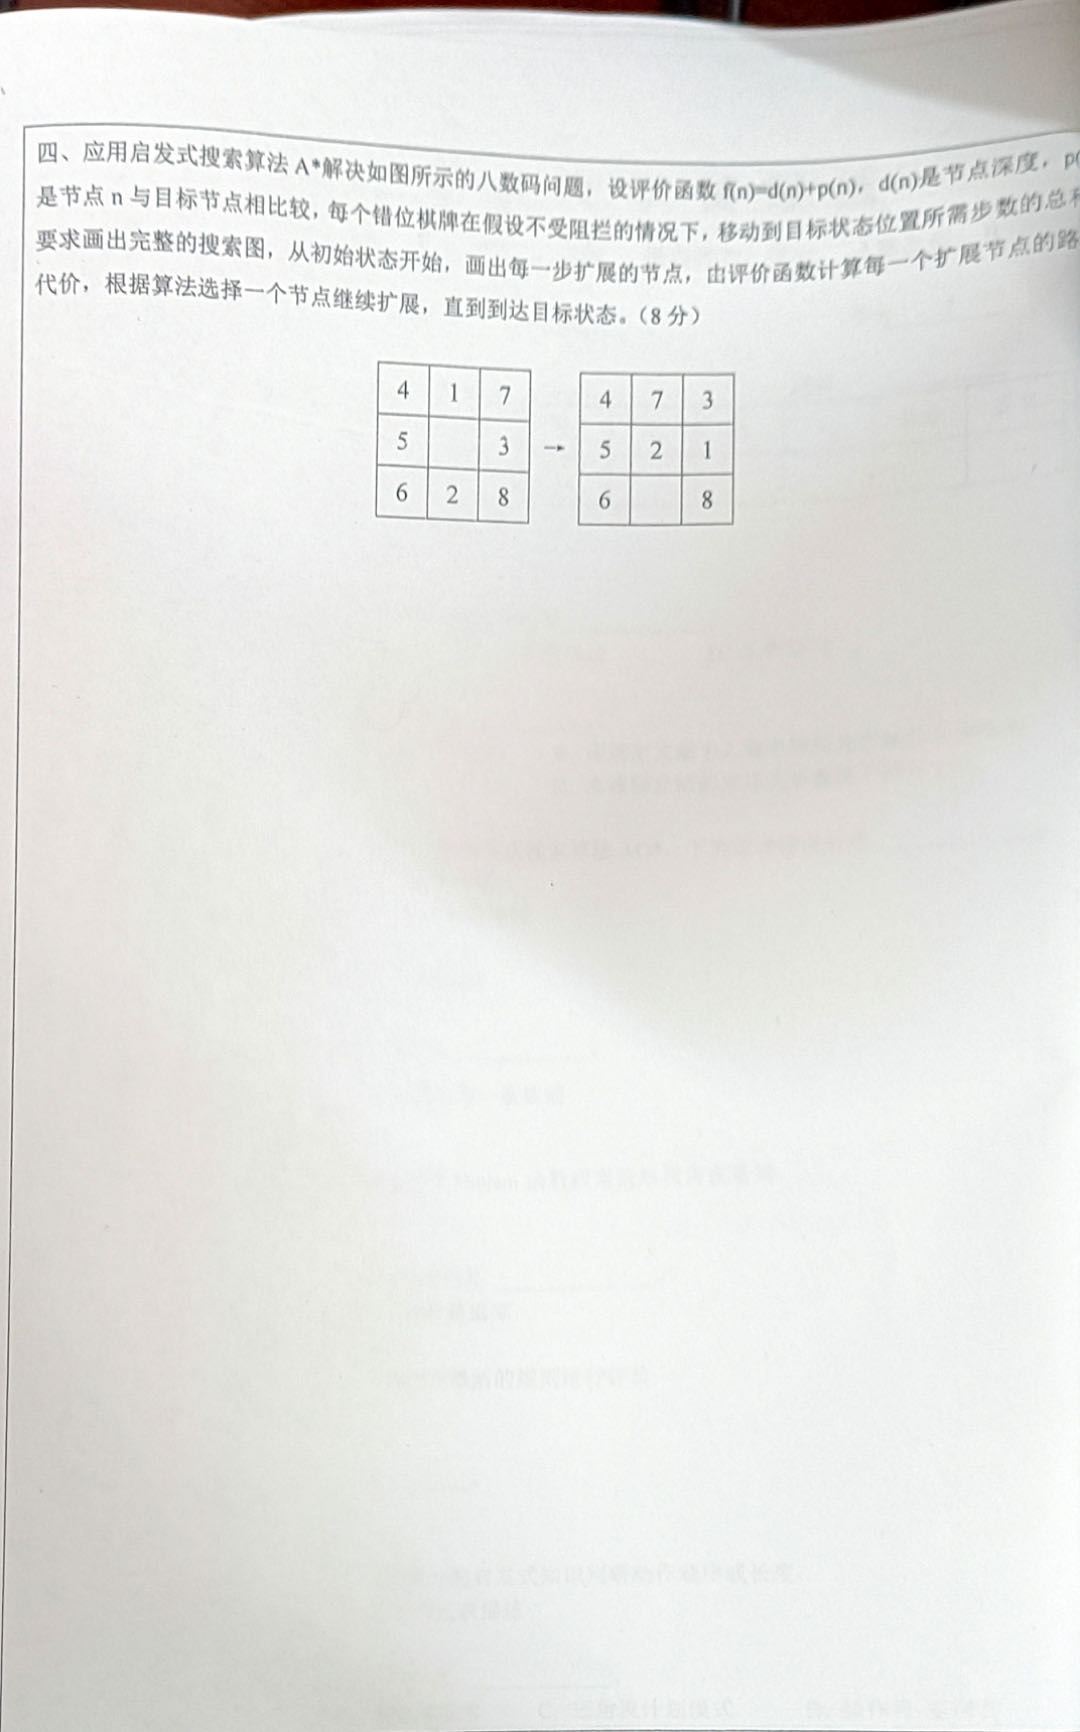 四、应用启发式搜索算法 A*解决如图所示的八数码问题，设评价函数 f(n)=d(n)+p(n)，d(n)是节点深度，p(
是节点 n 与目标节点相比较，每个错位棋牌在假设不受阻拦的情况下，移动到目标状态位置所需步数的总和
要求画出完整的搜索图，从初始状态开始，画出每一步扩展的节点，由评价函数计算每一个扩展节点的路
代价，根据算法选择一个节点继续扩展，直到到达目标状态。（8 分）
4 1 7
5 3
6 2 8
→
4 7 3
5 2 1
6 8